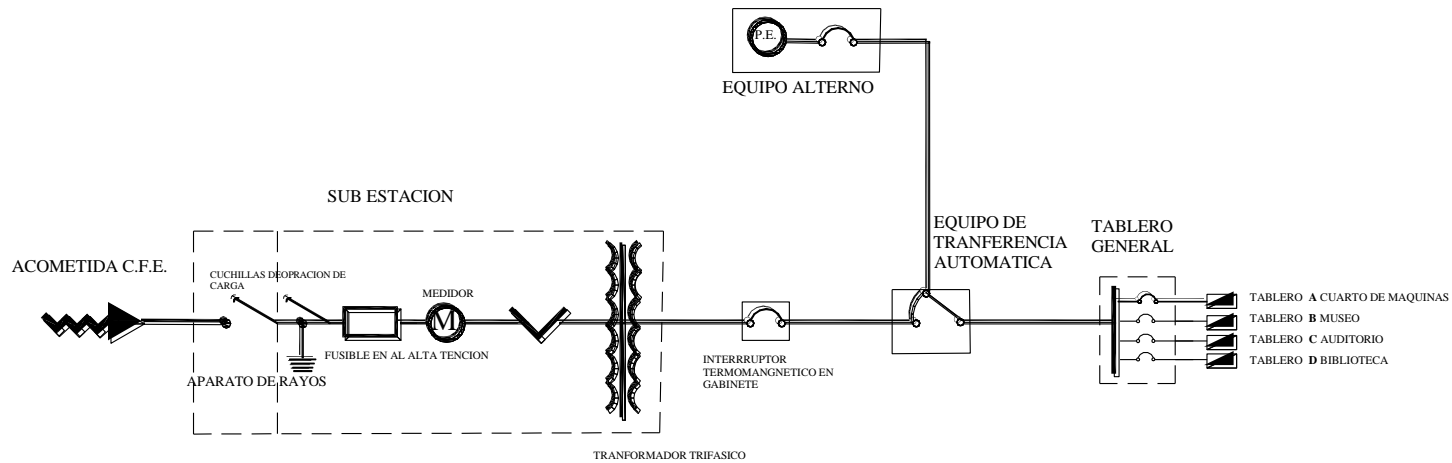 P.E.
EQUIPO ALTERNO
SUB ESTACION
EQUIPO DE
TRANFERENCIA
AUTOMATICA
TABLERO
GENERAL
ACOMETIDA C.F.E.
CUCHILLAS DEOPRACION DE
CARGA
MEDIDOR
M
FUSIBLE EN AL ALTA TENCION
APARATO DE RAYOS
INTERRRUPTOR
TERMOMANGNETICO EN
GABINETE
TABLERO A CUARTO DE MAQUINAS
TABLERO B MUSEO
TABLERO C AUDITORIO
TABLERO D BIBLIOTECA
TRANFORMADOR TRIFASICO